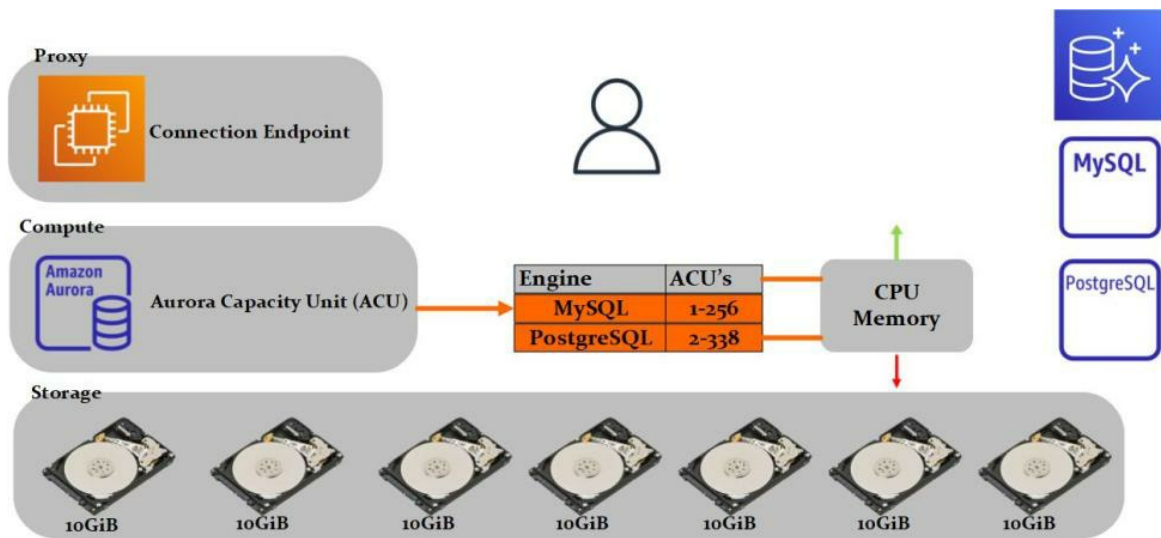 Proxy
Connection Endpoint
MySQL
Compute
Amazon
Aurora
Aurora Capacity Unit (ACU)
Engine ACU's
MySQL 1-256
PostgreSQL 2-338
CPU
Memory
PostgreSQL
Storage
10GiB 10GiB 10GiB 10GiB 10GiB 10GiB 10GiB